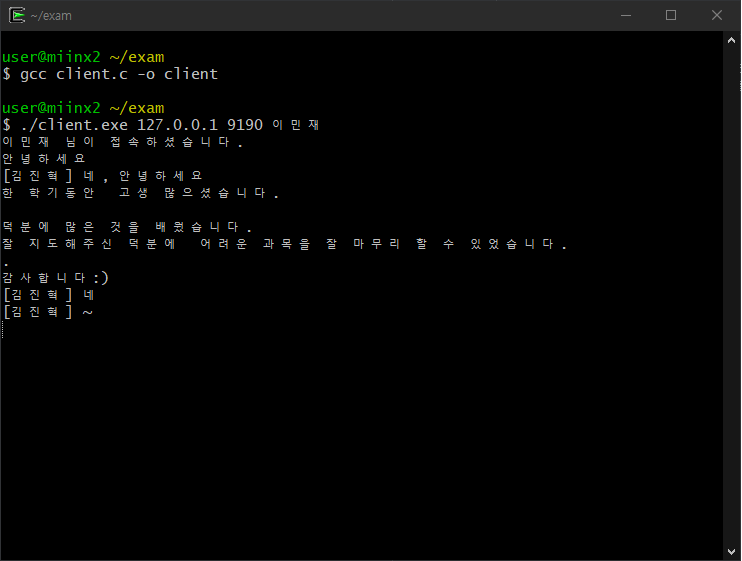 ~/exam
user@miinx2 ~/exam
$ gcc client.c -o client
user@miinx2 ~/exam
$ ./client.exe 127.0.0.1 9190 이민재
이민재 님이 접속하셨습니다.
안녕하세요
[김진혁] 네, 안녕하세요
한 학기동안 고생 많으셨습니다.
덕분에 많은 것을 배웠습니다.
잘 지도해주신 덕분에 어려운 과목을 잘 마무리 할 수 있었습니다.
.
감사합니다:)
[김진혁] 네
[김진혁] ~